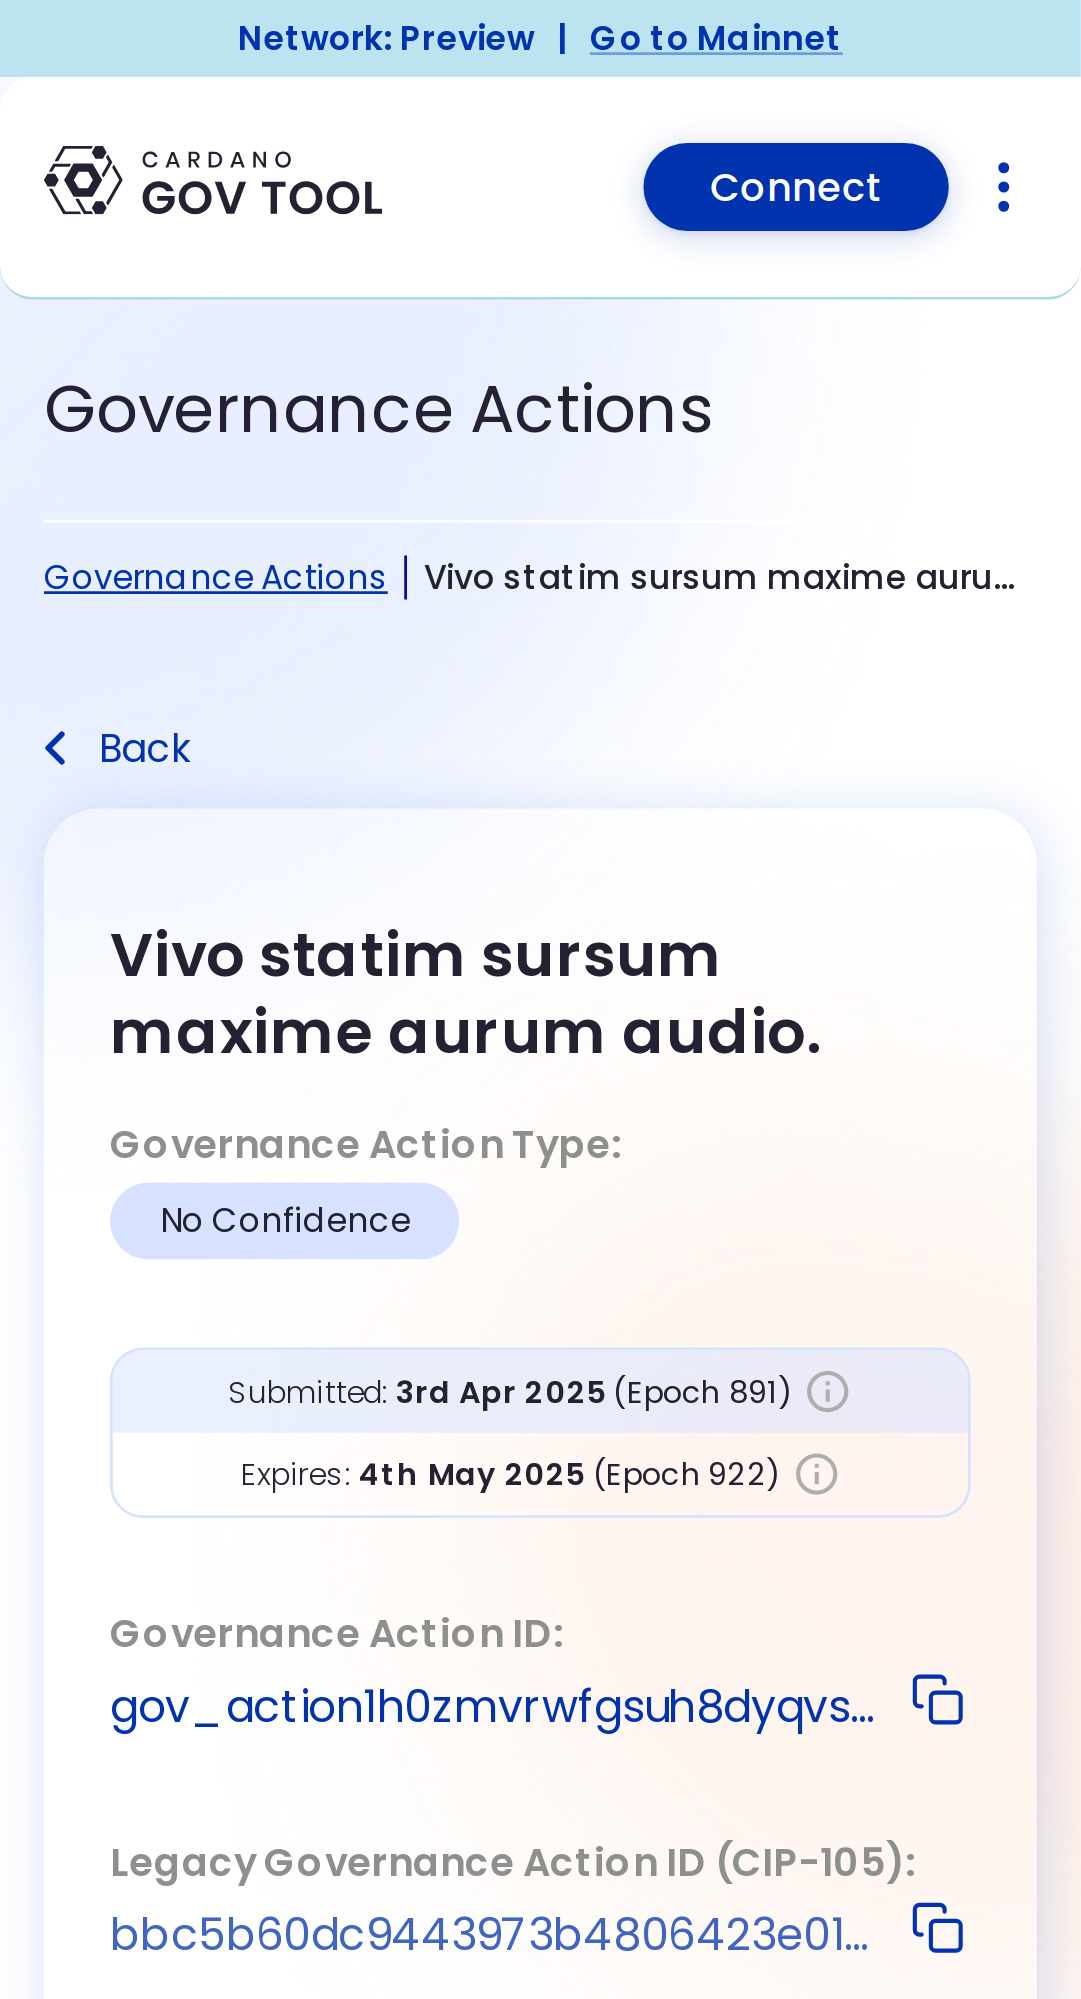 Network: Preview | Go to Mainnet
CARDANO
GOV TOOL
Connect
Governance Actions
Governance Actions | Vivo statim sursum maxime auru...
Back
Vivo statim sursum
maxime aurum audio.
Governance Action Type:
No Confidence
Submitted: 3rd Apr 2025 (Epoch 891)
Expires: 4th May 2025 (Epoch 922)
Governance Action ID:
gov_action1h0zmvrwfgsuh8dyqvs...
Legacy Governance Action ID (CIP-105):
bbc5b60dc9443973b4806423e01...